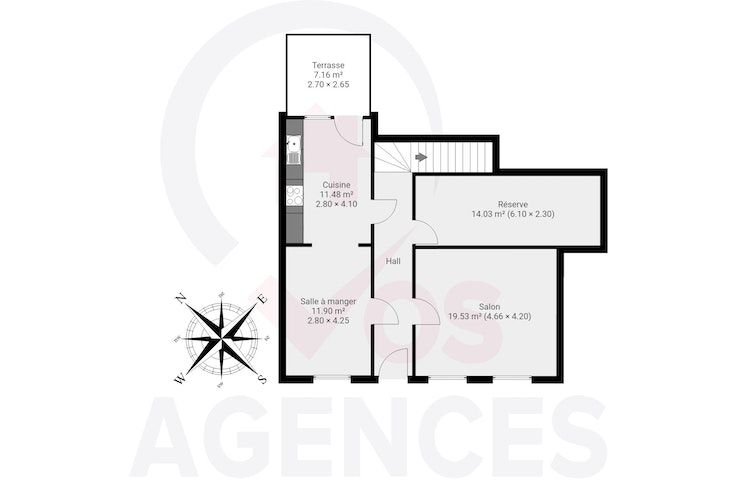 Terrasse
7.16 m²
2.70 × 2.65
Cuisine
11.48 m²
2.80 × 4.10
Réserve
14.03 m² (6.10 × 2.30)
Hall
Salle à manger
11.90 m²
2.80 × 4.25
Salon
19.53 m² (4.66 × 4.20)
N
E
W
S
VOS
AGENCES